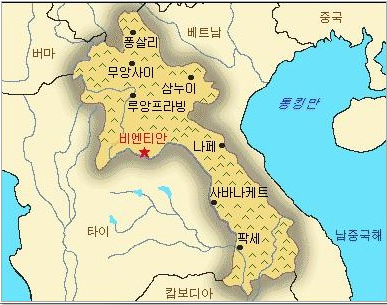 중국
베트남
버마
퐁살리
무앙사이
삼누이
루앙프라방
통킹만
비엔티안
나페
사바나케트
타이
팍세
남중국해
캄보디아